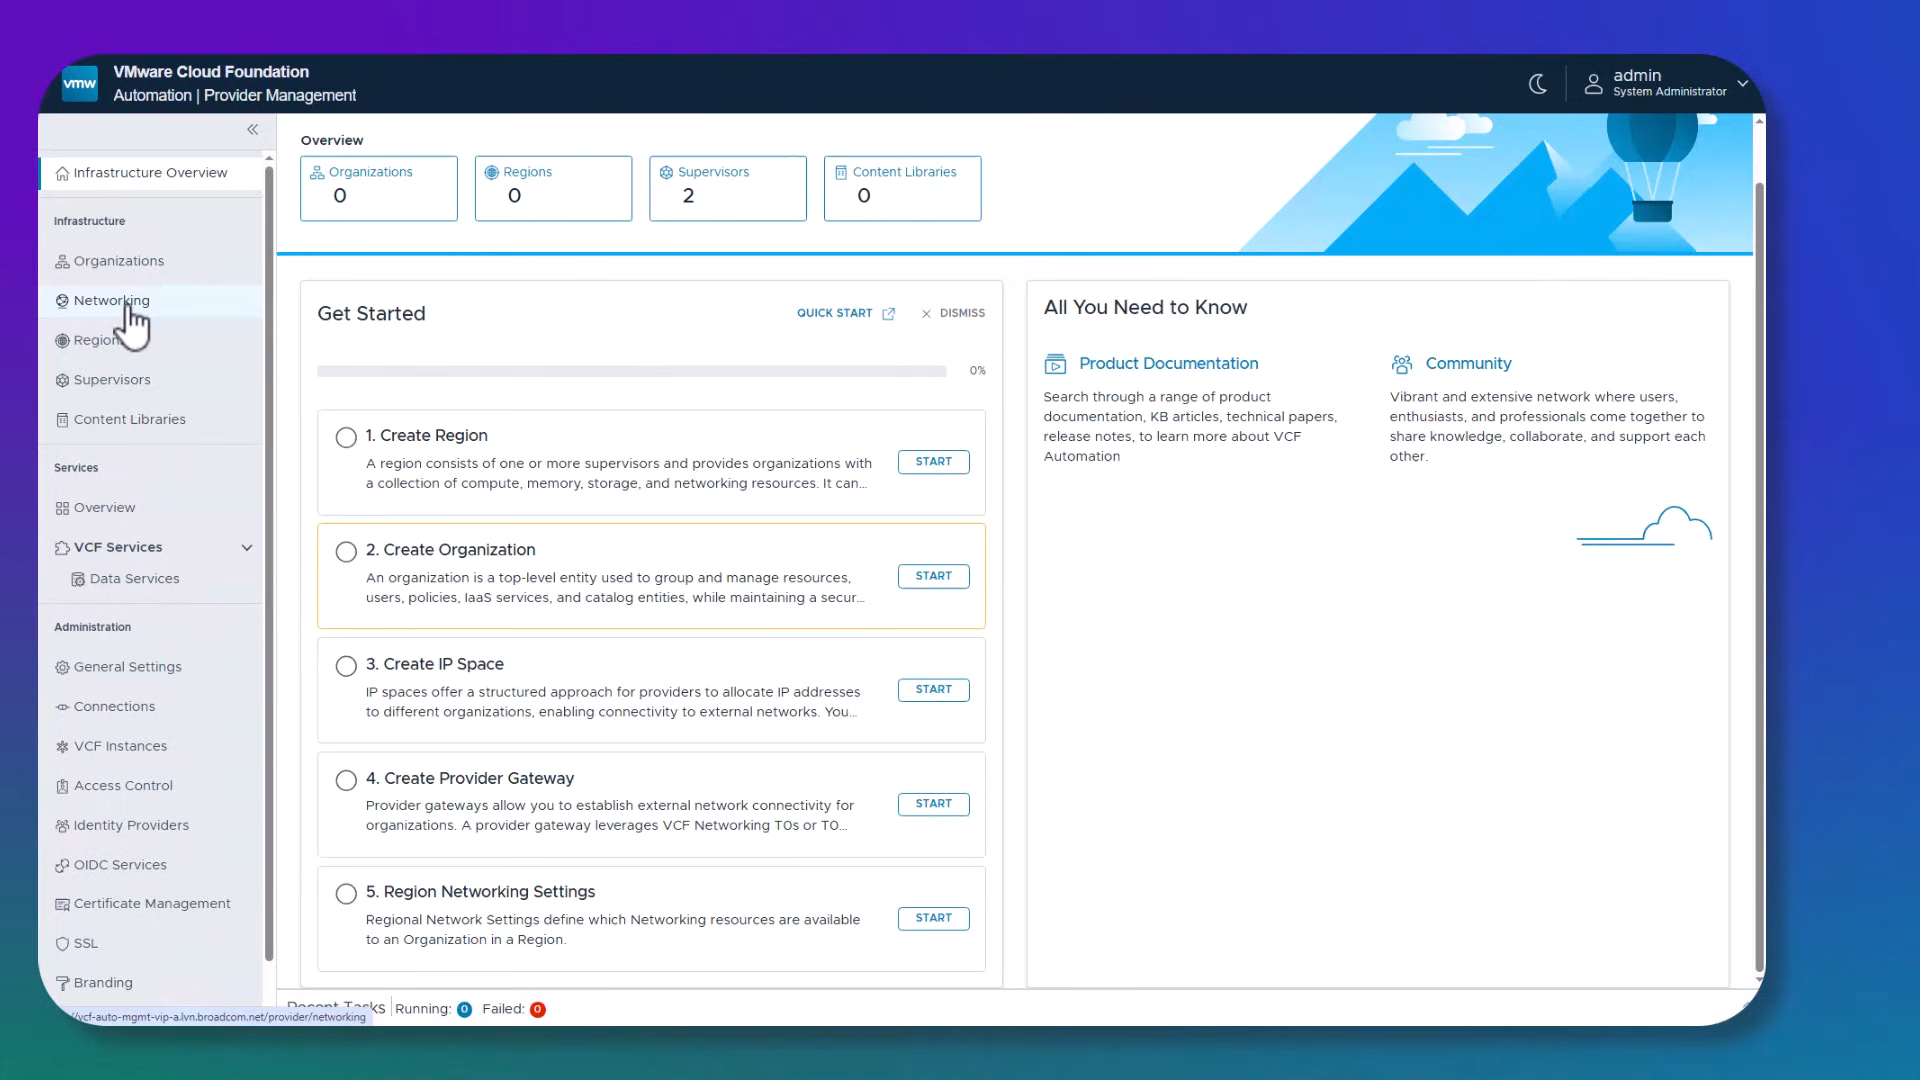 vmw
VMware Cloud Foundation
Automation | Provider Management
admin
System Administrator
Infrastructure Overview
Infrastructure
Organizations
Networking
Region
Supervisors
Content Libraries
Services
Overview
VCF Services
Data Services
Administration
General Settings
Connections
VCF Instances
Access Control
Identity Providers
OIDC Services
Certificate Management
SSL
Branding
//vcf-auto-mgmt-vip-a.lvn.broadcom.net/provider/networking
Overview
Organizations
0
Regions
0
Supervisors
2
Content Libraries
0
Get Started
QUICK START
DISMISS
0%
1. Create Region
A region consists of one or more supervisors and provides organizations with
a collection of compute, memory, storage, and networking resources. It can...
START
2. Create Organization
An organization is a top-level entity used to group and manage resources,
users, policies, IaaS services, and catalog entities, while maintaining a secur...
START
3. Create IP Space
IP spaces offer a structured approach for providers to allocate IP addresses
to different organizations, enabling connectivity to external networks. You...
START
4. Create Provider Gateway
Provider gateways allow you to establish external network connectivity for
organizations. A provider gateway leverages VCF Networking T0s or T0...
START
5. Region Networking Settings
Regional Network Settings define which Networking resources are available
to an Organization in a Region.
START
All You Need to Know
Product Documentation
Search through a range of product
documentation, KB articles, technical papers,
release notes, to learn more about VCF
Automation
Community
Vibrant and extensive network where users,
enthusiasts, and professionals come together to
share knowledge, collaborate, and support each
other.
Recent Tasks
Running: 0
Failed: 0